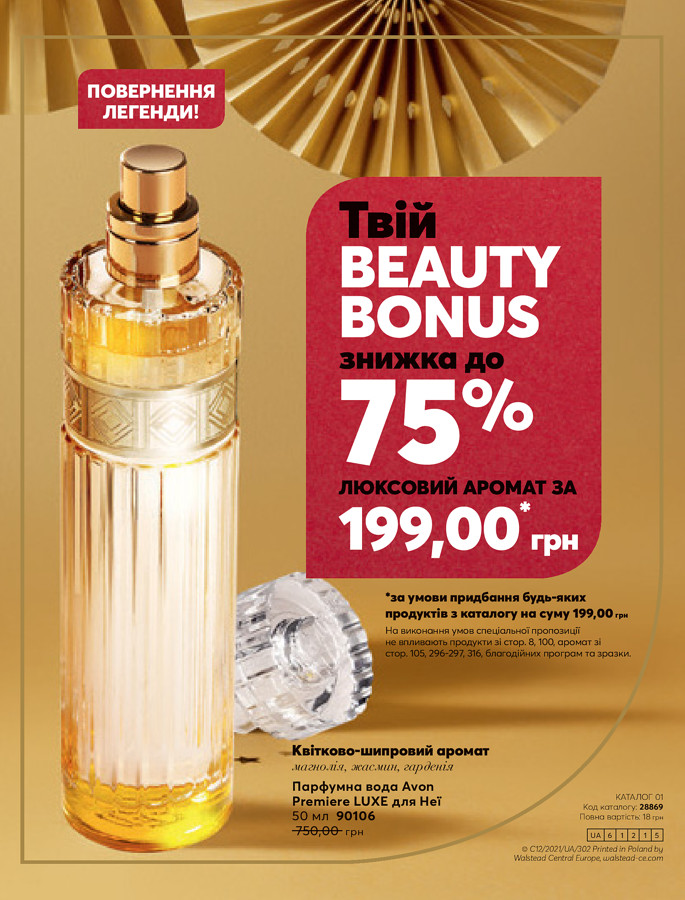 ПОВЕРНЕННЯ
ЛЕГЕНДИ!
Твій
BEAUTY
BONUS
знижка до
75%
ЛЮКСОВИЙ АРОМАТ ЗА
199,00* грн
*за умови придбання будь-яких
продуктів з каталогу на суму 199,00 грн
На виконання умов спеціальної пропозиції
не впливають продукти зі стор. 8, 100, аромат зі
стор. 105, 296-297, 316, благодійних програм та зразки.
Квітково-шипровий аромат
магнолія, жасмин, гарденія
Парфумна вода Avon
Premiere LUXE для Неї
50 мл 90106
750,00 грн
КАТАЛОГ 01
Код каталогу: 28869
Повна вартість: 18 грн
UA 6 1 2 1 5
© C12/2021/UA/302 Printed in Poland by
Walstead Central Europe, walstead-ce.com